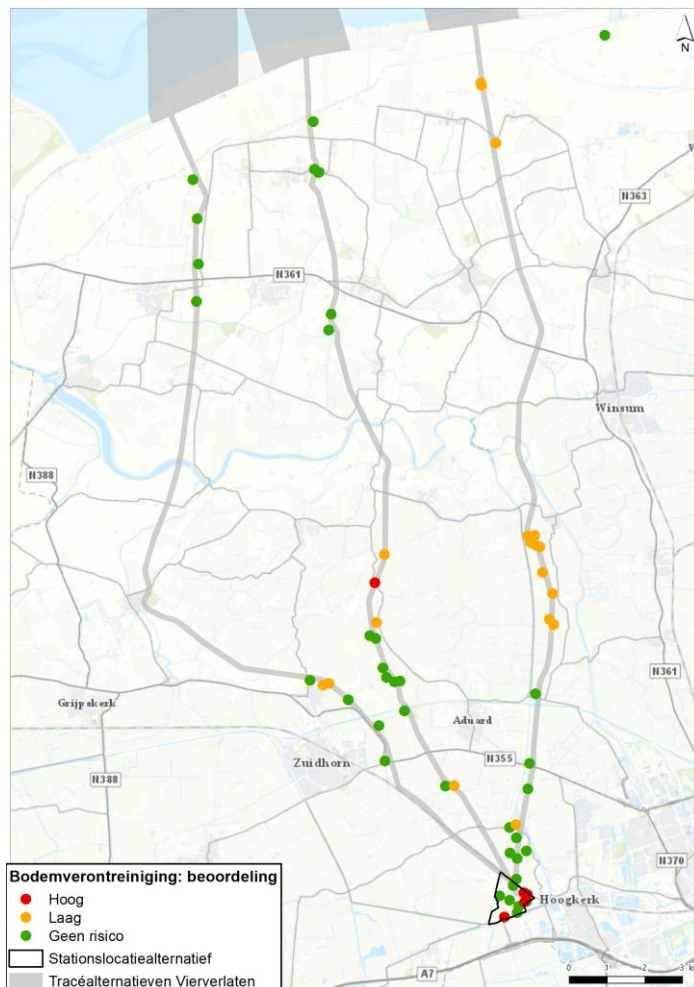 N
W
N363
N361
Winsum
N388
N361
Grijpskerk
Aduard
Zuidhorn
N355
N388
N370
Bodemverontreiniging: beoordeling
Hoog
Laag
Geen risico
Stationslocatiealternatief
Tracéalternatieven Vierverlaten
Hoogkerk
A7
0 1 2 3 k